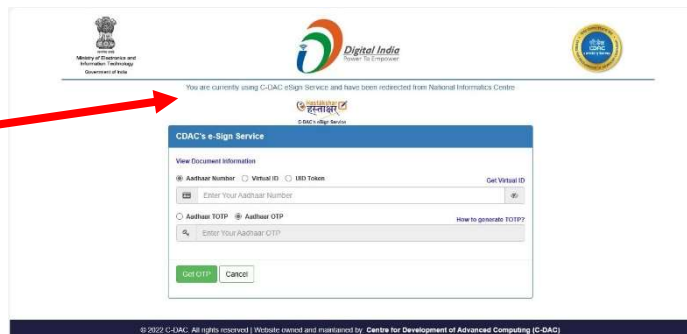 Ministry of Electronics and
Information Technology
Government of India
Digital India
Power To Empower
CDAC
You are currently using C-DAC eSign Service and have been redirected from National Informatics Centre
Hastakshar
हस्ताक्षर
C-DAC's eSign Service
CDAC's e-Sign Service
View Document Information
Aadhaar Number Virtual ID UID Token
Get Virtual ID
Enter Your Aadhaar Number
Aadhaar TOTP Aadhaar OTP
How to generate TOTP?
Enter Your Aadhaar OTP
Get OTP Cancel
© 2022 C-DAC. All rights reserved | Website owned and maintained by Centre for Development of Advanced Computing (C-DAC)